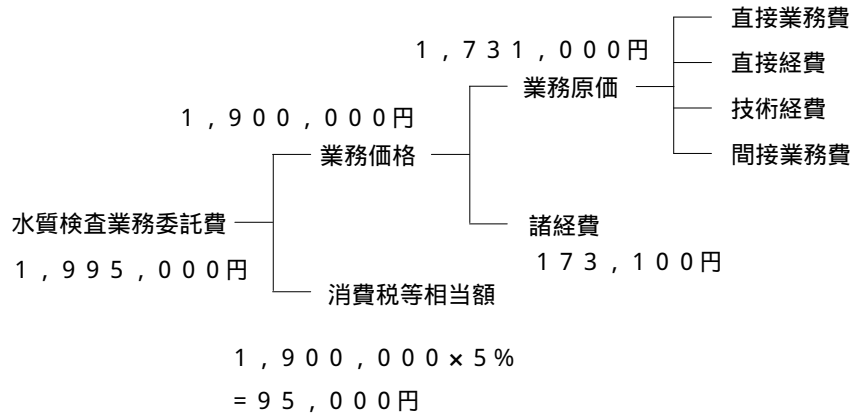 直接業務費
1,731,000円
直接経費
業務原価
技術経費
1,900,000円
業務価格
間接業務費
水質検査業務委託費
諸経費
1,995,000円
173,100円
消費税等相当額
1,900,000×5%
=95,000円